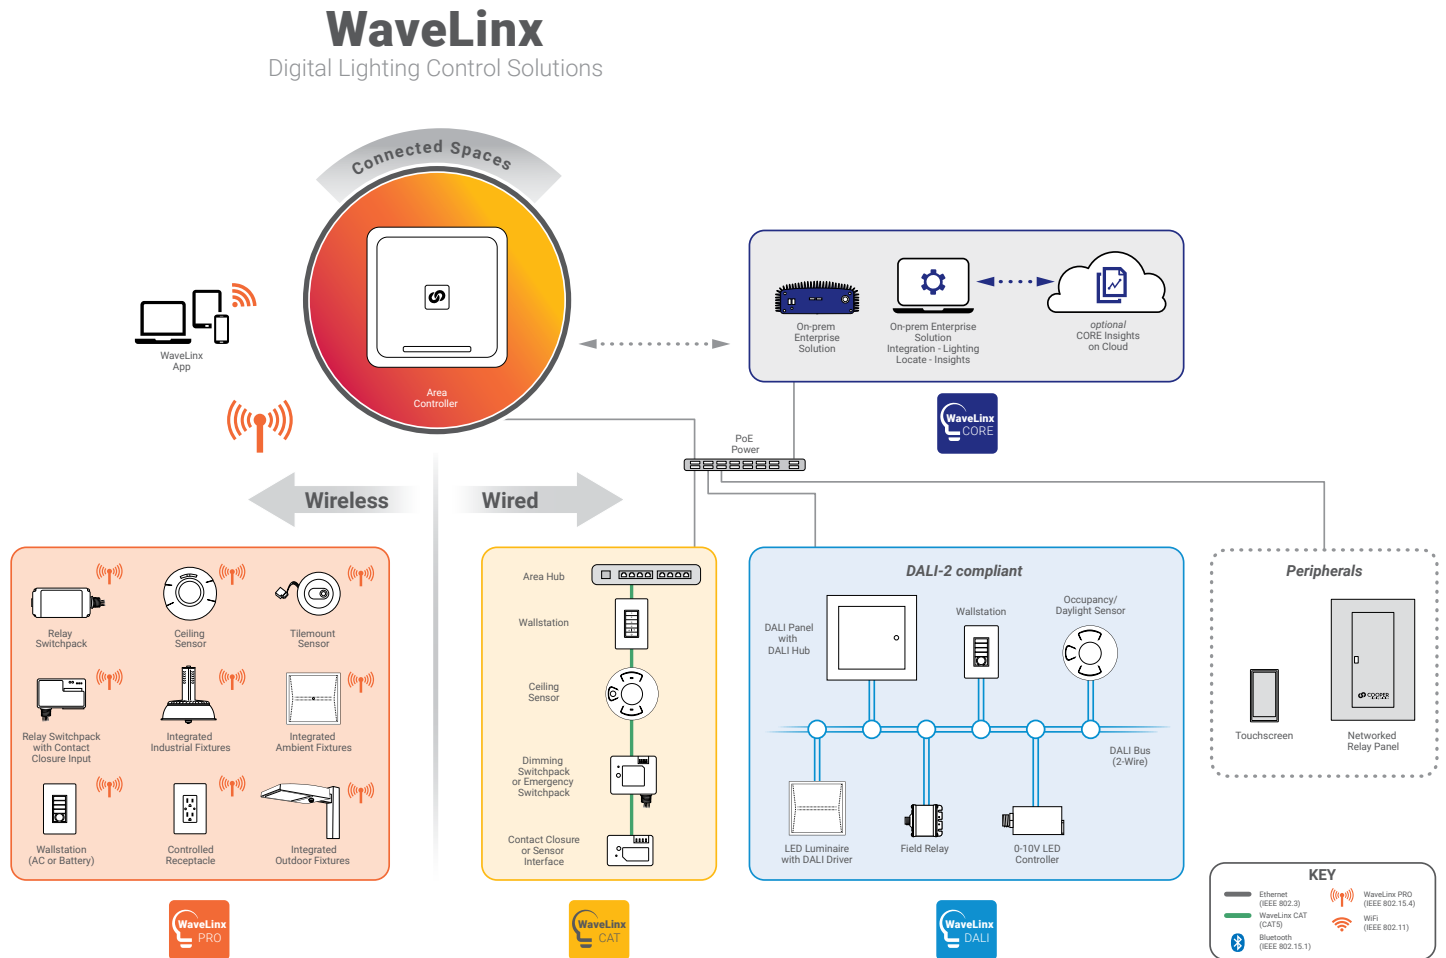 WaveLinx
Digital Lighting Control Solutions
Connected Spaces
WaveLinx
App
Area
Controller
On-prem
Enterprise
Solution
On-prem Enterprise
Solution
Integration - Lighting
Locate - Insights
optional
CORE Insights
on Cloud
WaveLinx
CORE
PoE
Power
Wireless
Wired
Relay
Switchpack
Ceiling
Sensor
Tilemount
Sensor
Relay Switchpack
with Contact
Closure Input
Integrated
Industrial Fixtures
Integrated
Ambient Fixtures
Wallstation
(AC or Battery)
Controlled
Receptacle
Integrated
Outdoor Fixtures
WaveLinx
PRO
Area Hub
Wallstation
Ceiling
Sensor
Dimming
Switchpack
or Emergency
Switchpack
Contact Closure
or Sensor
Interface
WaveLinx
CAT
DALI-2 compliant
DALI Panel
with
DALI Hub
Wallstation
Occupancy/
Daylight Sensor
DALI Bus
(2-Wire)
LED Luminaire
with DALI Driver
Field Relay
0-10V LED
Controller
WaveLinx
DALI
Peripherals
Touchscreen
COOPER
Networked
Relay Panel
KEY
Ethernet
(IEEE 802.3)
WaveLinx CAT
(CAT5)
Bluetooth
(IEEE 802.15.1)
WaveLinx PRO
(IEEE 802.15.4)
WiFi
(IEEE 802.11)